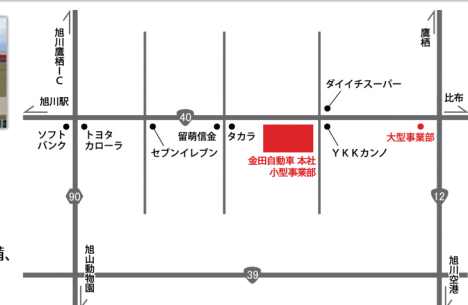 旭川鷹栖ーIC
鷹栖
ダイイチスーパー
旭川駅
比布
40
ソフト
バンク
トヨタ
カローラ
セブンイレブン
留萌信金
タカラ
金田自動車 本社
小型事業部
YKKカンノ
大型事業部
90
12
備、
旭山動物園
39
旭川空港